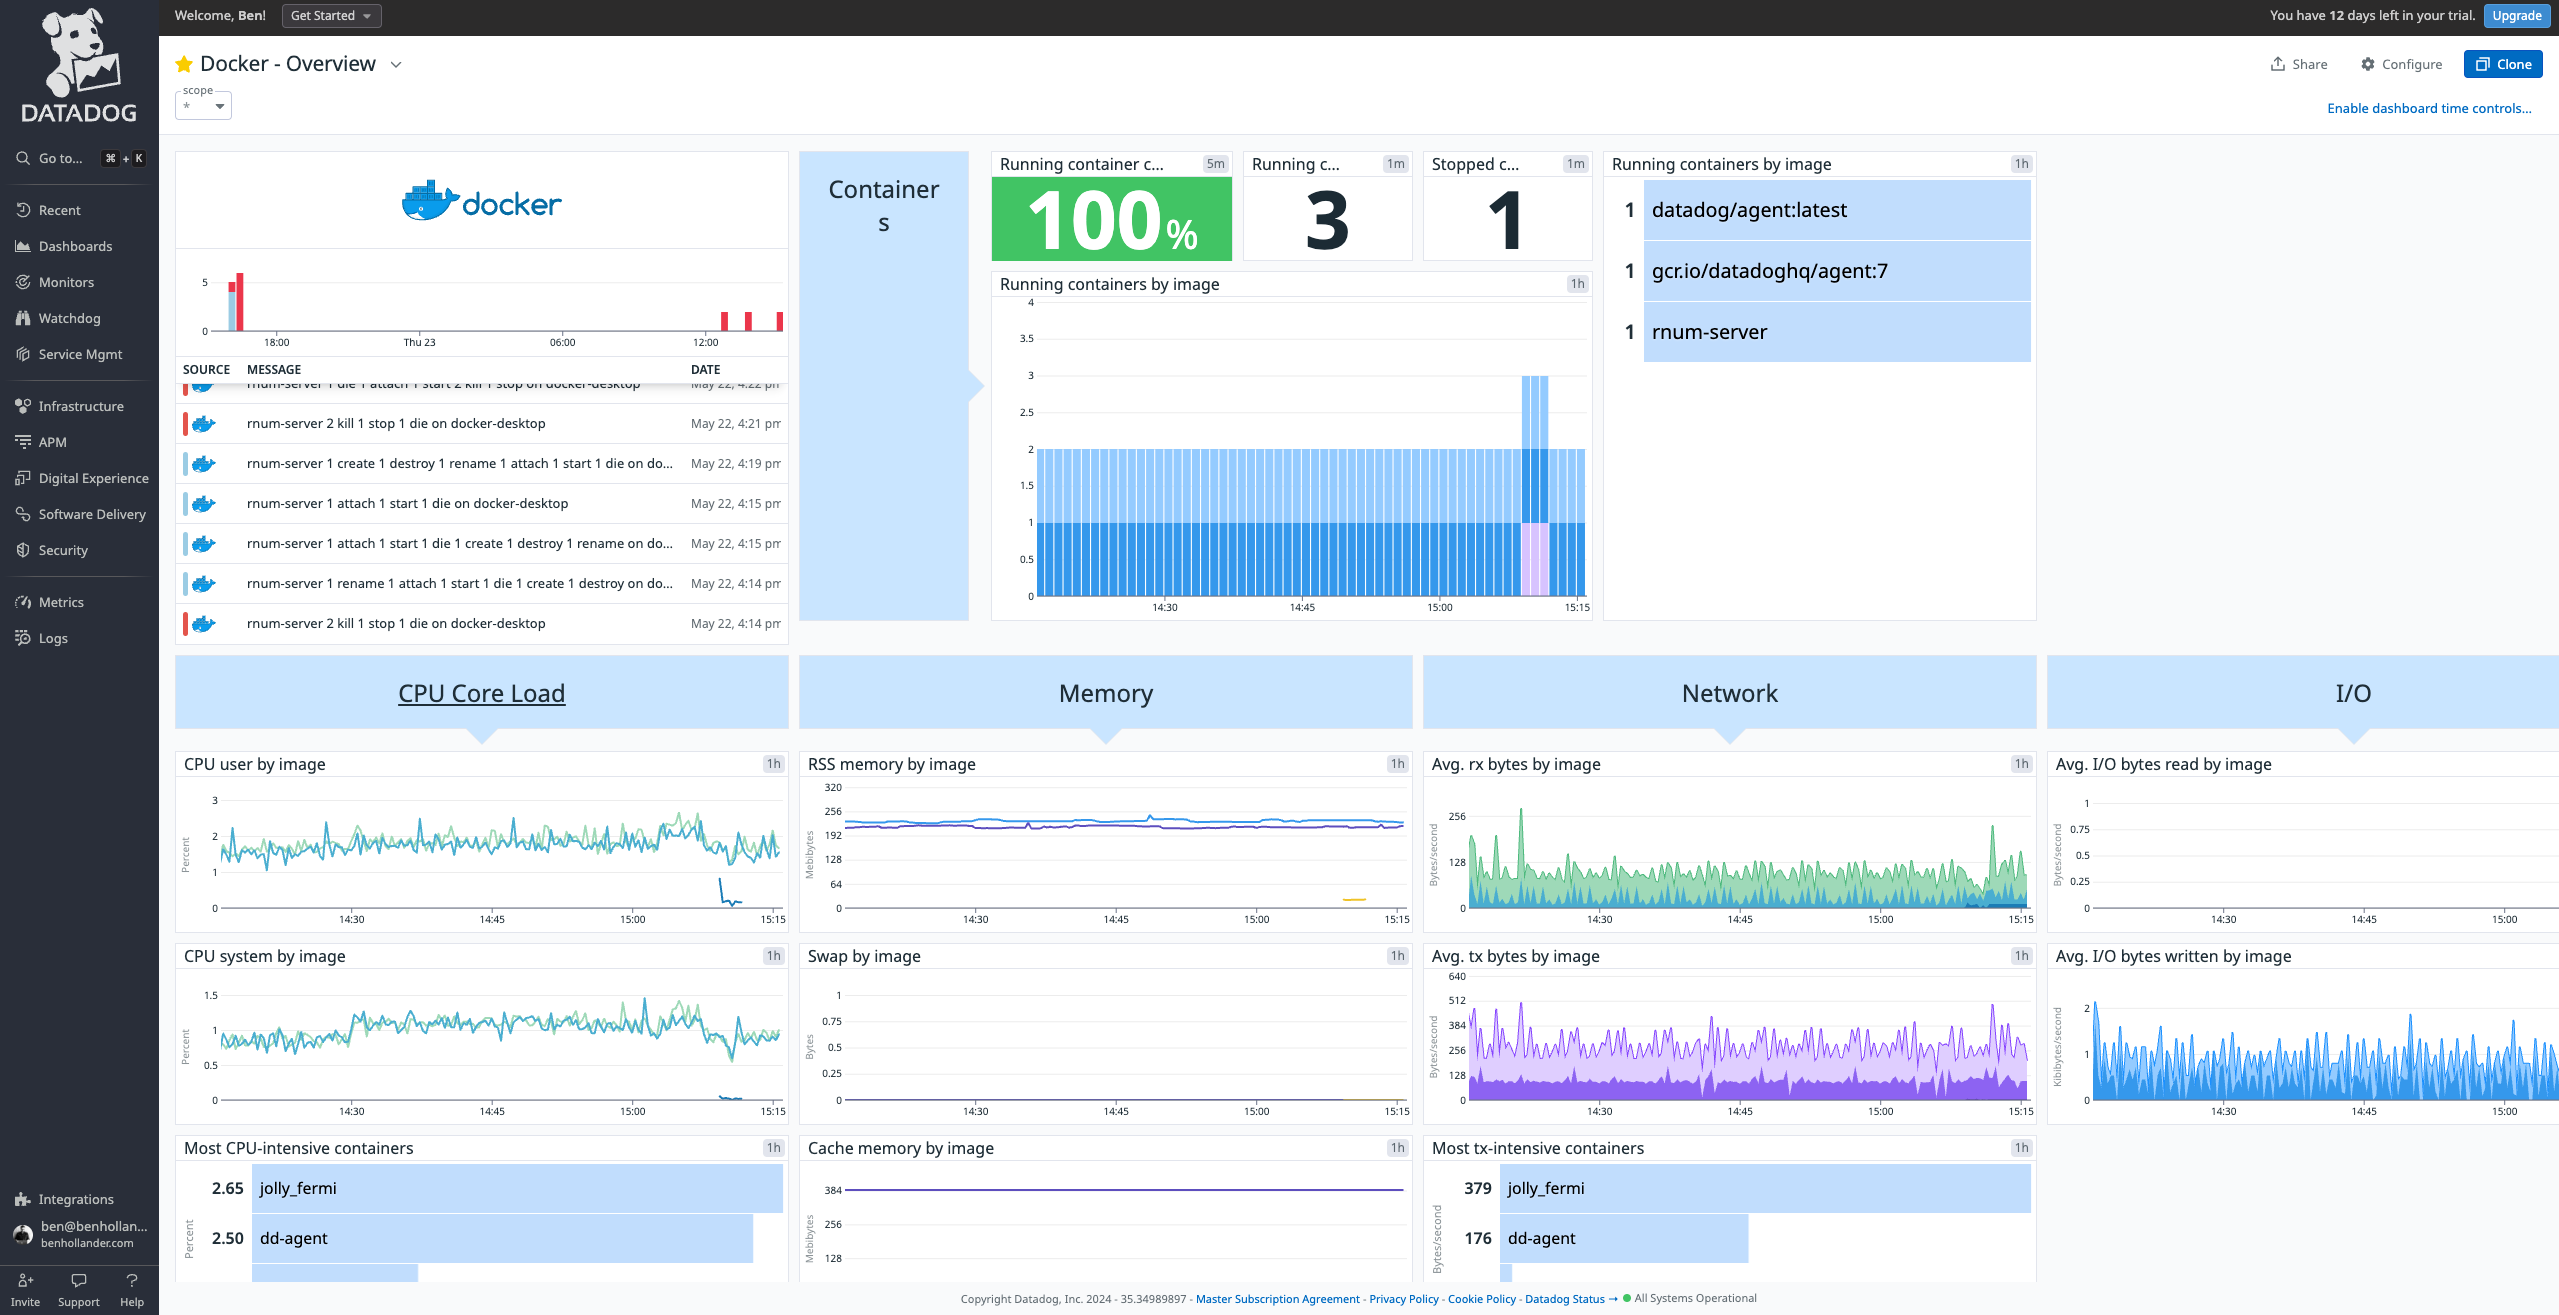 DATADOG
Go to... ⌘ + K
Recent
Dashboards
Monitors
Watchdog
Service Mgmt
Infrastructure
APM
Digital Experience
Software Delivery
Security
Metrics
Logs
Integrations
ben@benhollan...
benhollander.com
Invite Support Help
Welcome, Ben! Get Started
You have 12 days left in your trial. Upgrade
Docker - Overview
Share Configure Clone
scope
*
Enable dashboard time controls...
docker
5
0
18:00 Thu 23 06:00 12:00
SOURCE MESSAGE DATE
rnum-server 1 die 1 attach 1 start 2 kill 1 stop on docker-desktop May 22, 4:22 pm
rnum-server 2 kill 1 stop 1 die on docker-desktop May 22, 4:21 pm
rnum-server 1 create 1 destroy 1 rename 1 attach 1 start 1 die on do... May 22, 4:19 pm
rnum-server 1 attach 1 start 1 die on docker-desktop May 22, 4:15 pm
rnum-server 1 attach 1 start 1 die 1 create 1 destroy 1 rename on do... May 22, 4:15 pm
rnum-server 1 rename 1 attach 1 start 1 die 1 create 1 destroy on do... May 22, 4:14 pm
rnum-server 2 kill 1 stop 1 die on docker-desktop May 22, 4:14 pm
Container
s
Running container c... 5m
100%
Running c... 1m
3
Stopped c... 1m
1
Running containers by image 1h
4
3.5
3
2.5
2
1.5
1
0.5
0
14:30 14:45 15:00 15:15
Running containers by image 1h
1 datadog/agent:latest
1 gcr.io/datadoghq/agent:7
1 rnum-server
CPU Core Load
Memory
Network
I/O
CPU user by image 1h
Percent
3
2
1
0
14:30 14:45 15:00 15:15
RSS memory by image 1h
Mebibytes
320
256
192
128
64
0
14:30 14:45 15:00 15:15
Avg. rx bytes by image 1h
Bytes/second
256
128
0
14:30 14:45 15:00 15:15
Avg. I/O bytes read by image
Bytes/second
1
0.75
0.5
0.25
0
14:30 14:45 15:00
CPU system by image 1h
Percent
1.5
1
0.5
0
14:30 14:45 15:00 15:15
Swap by image 1h
Bytes
1
0.75
0.5
0.25
0
14:30 14:45 15:00 15:15
Avg. tx bytes by image 1h
Bytes/second
640
512
384
256
128
0
14:30 14:45 15:00 15:15
Avg. I/O bytes written by image
Kibibytes/second
2
1
0
14:30 14:45 15:00
Most CPU-intensive containers 1h
Percent
2.65 jolly_fermi
2.50 dd-agent
Cache memory by image 1h
Mebibytes
384
256
128
Most tx-intensive containers 1h
Bytes/second
379 jolly_fermi
176 dd-agent
Copyright Datadog, Inc. 2024 - 35.34989897 - Master Subscription Agreement - Privacy Policy - Cookie Policy - Datadog Status → All Systems Operational